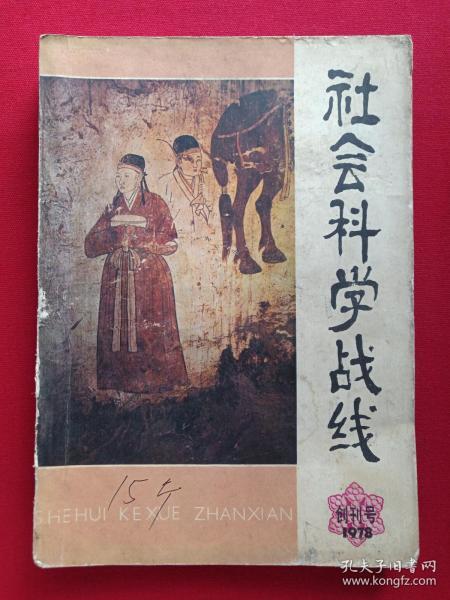 社会科学战线
15
SHEHUI KEXUE ZHANXIAN
创刊号
1978
孔夫子旧书网
www.kongfz.com